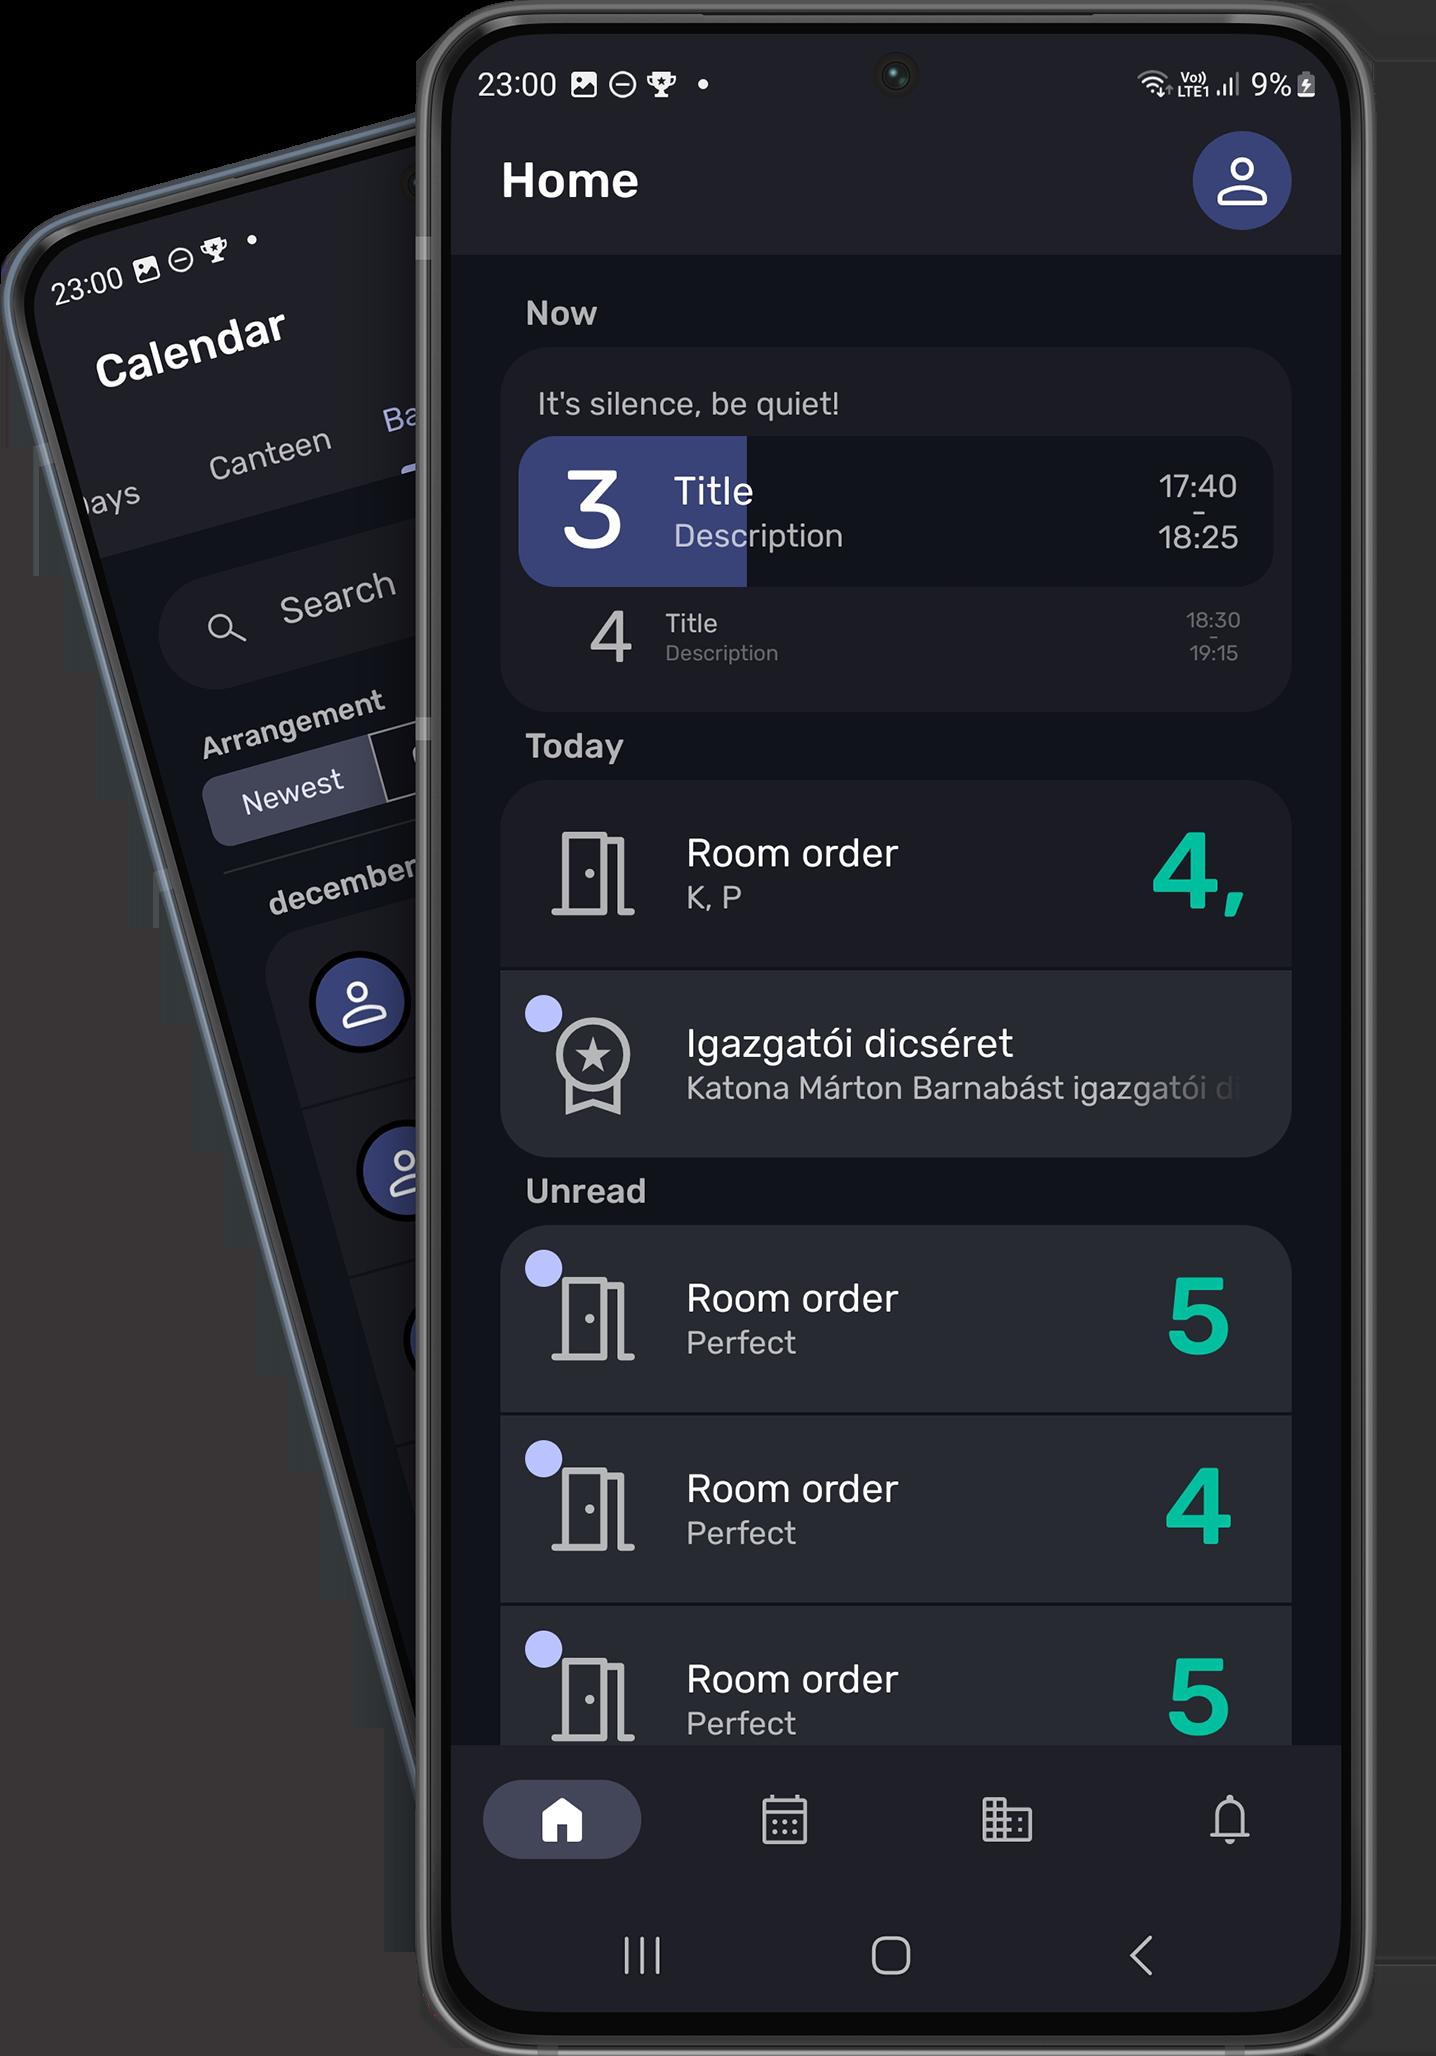 23:00
Calendar
Canteen
Search
Arrangement
Newest
december
23:00
Vo))
LTE1
9%
Home
Now
It's silence, be quiet!
3
Title
Description
17:40
-
18:25
4
Title
Description
18:30
-
19:15
Today
Room order
K, P
4,
Igazgatói dicséret
Katona Márton Barnabást igazgatói
Unread
Room order
Perfect
5
Room order
Perfect
4
Room order
Perfect
5